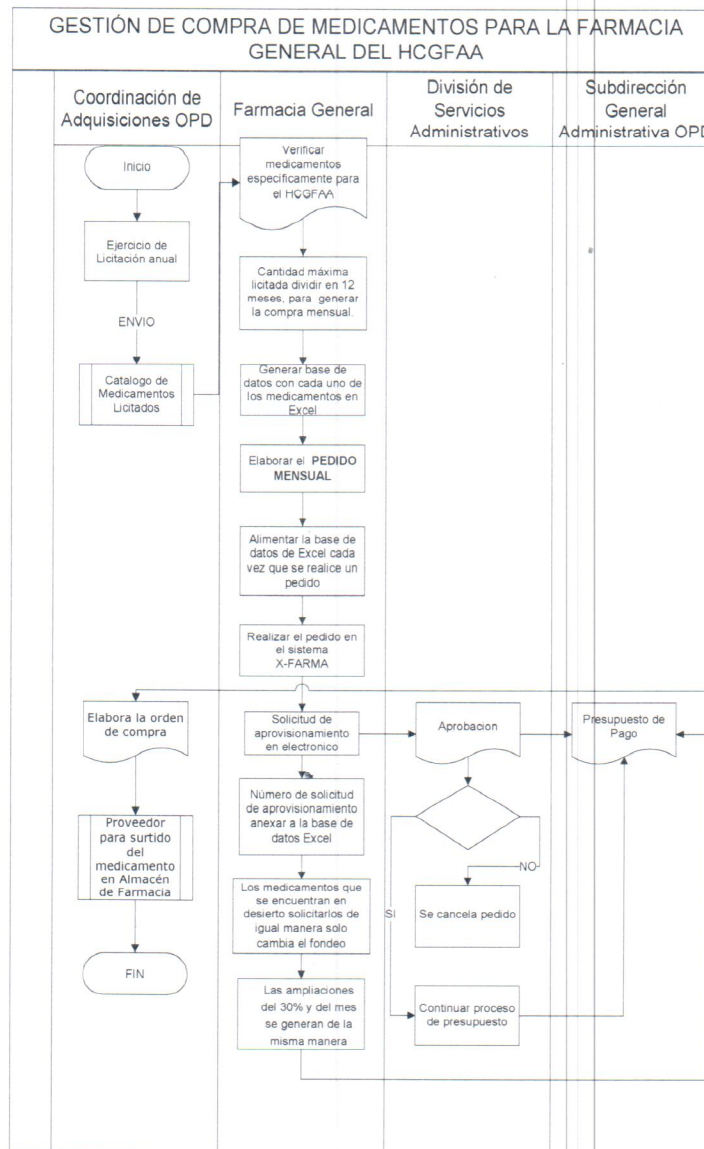 GESTIÓN DE COMPRA DE MEDICAMENTOS PARA LA FARMACIA
GENERAL DEL HCGFAA
Coordinación de
Adquisiciones OPD
Farmacia General
División de
Servicios
Administrativos
Subdirección
General
Administrativa OPD
Inicio
Ejercicio de
Licitación anual
ENVIO
Catalogo de
Medicamentos
Licitados
Verificar
medicamentos
específicamente para
el HCGFAA
Cantidad máxima
licitada dividir en 12
meses, para generar
la compra mensual.
Generar base de
datos con cada uno de
los medicamentos en
Excel
Elaborar el PEDIDO
MENSUAL
Alimentar la base de
datos de Excel cada
vez que se realice un
pedido
Realizar el pedido en
el sistema
X-FARMA
Elabora la orden
de compra
Solicitud de
aprovisionamiento
en electronico
Aprobacion
Presupuesto de
Pago
Proveedor
para surtido
del
medicamento
en Almacén
de Farmacia
Número de solicitud
de aprovisionamiento
anexar a la base de
datos Excel
NO
Los medicamentos que
se encuentran en
desierto solicitarlos de
igual manera solo
cambia el fondeo
SI
Se cancela pedido
FIN
Las ampliaciones
del 30% y del mes
se generan de la
misma manera
Continuar proceso
de presupuesto